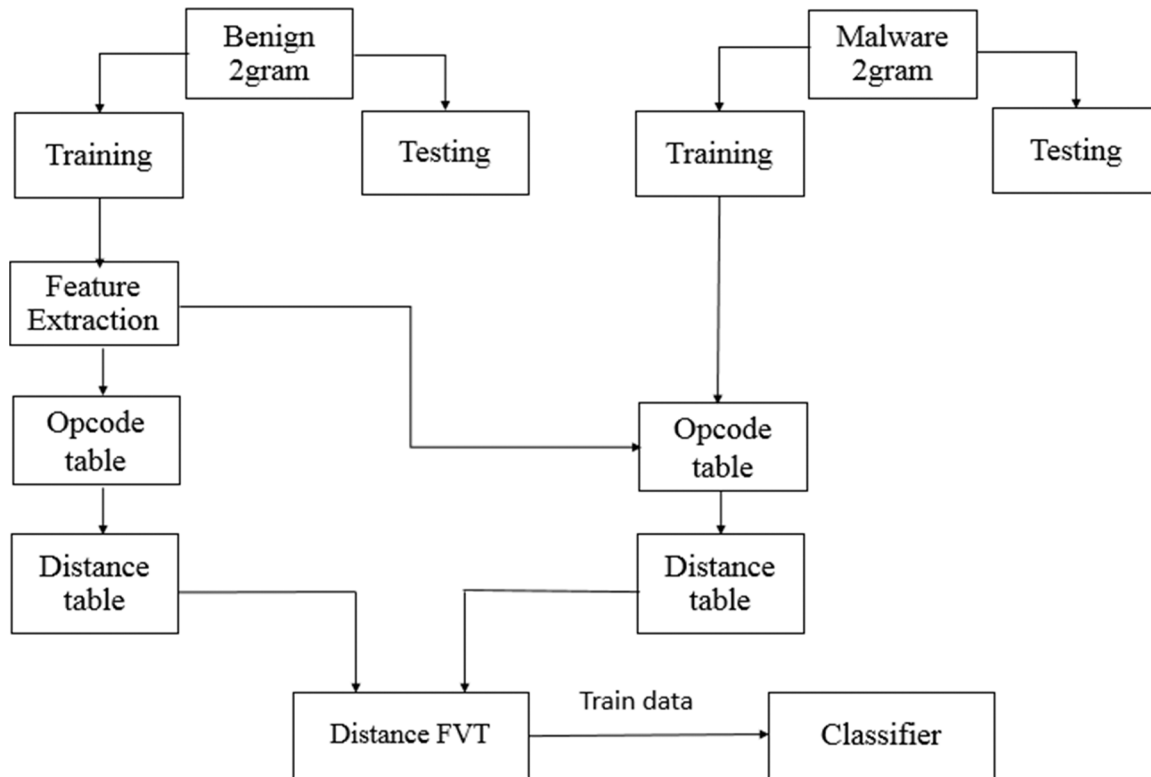 Benign
2gram
Malware
2gram
Training
Testing
Training
Testing
Feature
Extraction
Opcode
table
Opcode
table
Distance
table
Distance
table
Train data
Distance FVT
Classifier